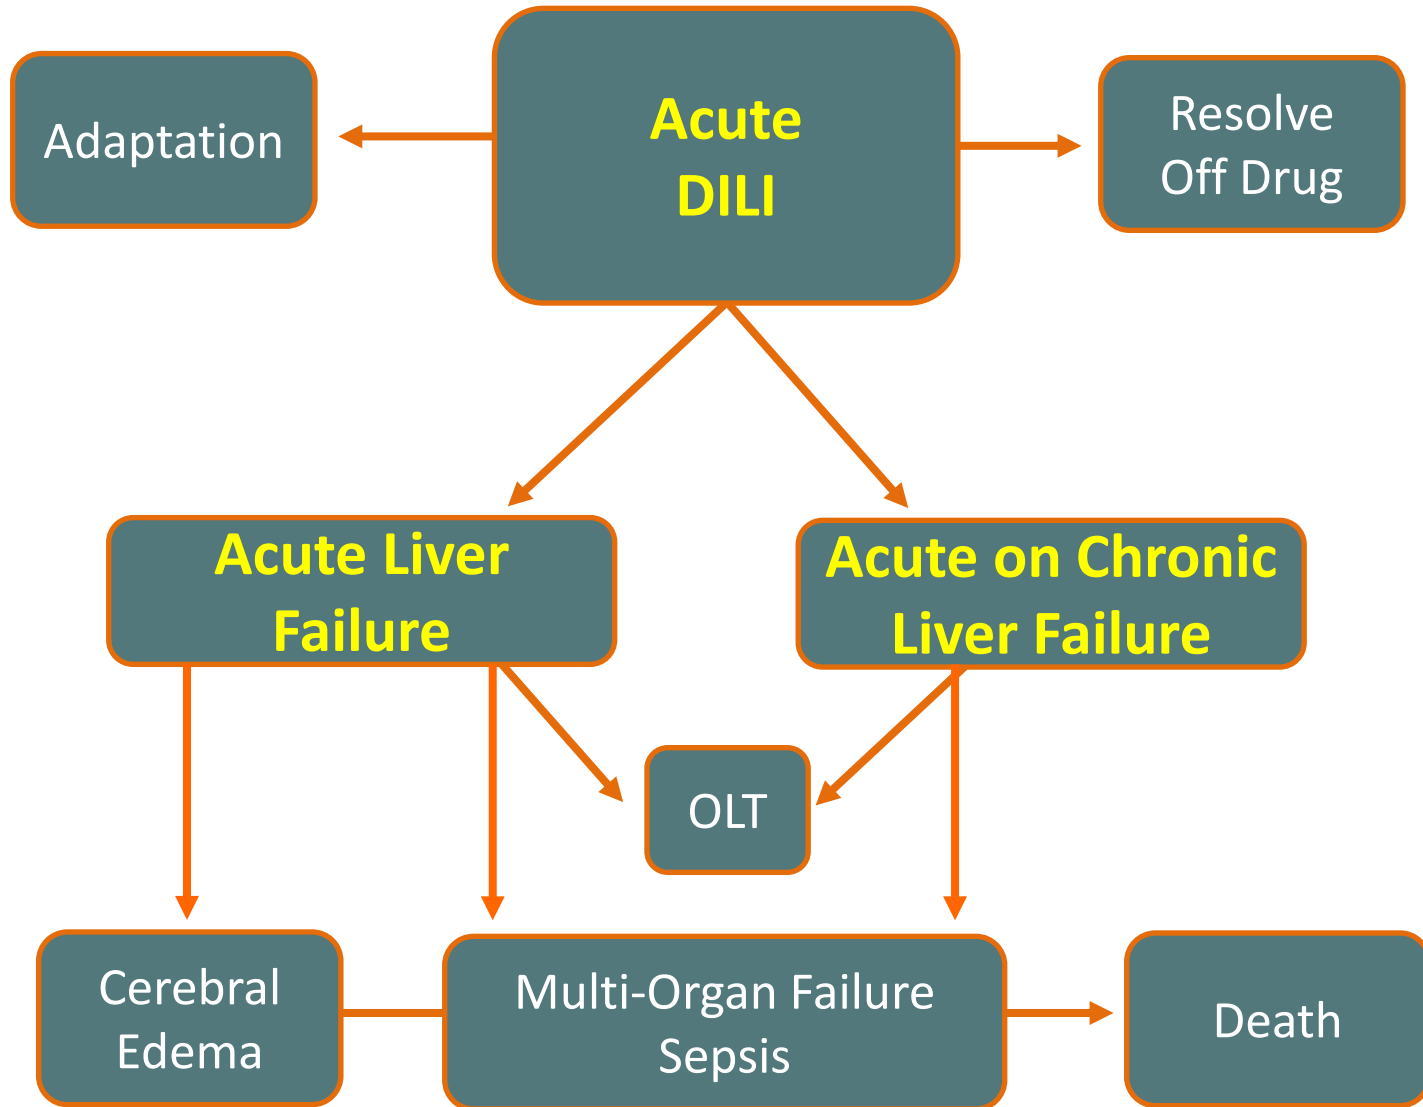 Adaptation
Acute
DILI
Resolve
Off Drug
Acute Liver
Failure
Acute on Chronic
Liver Failure
OLT
Cerebral
Edema
Multi-Organ Failure
Sepsis
Death